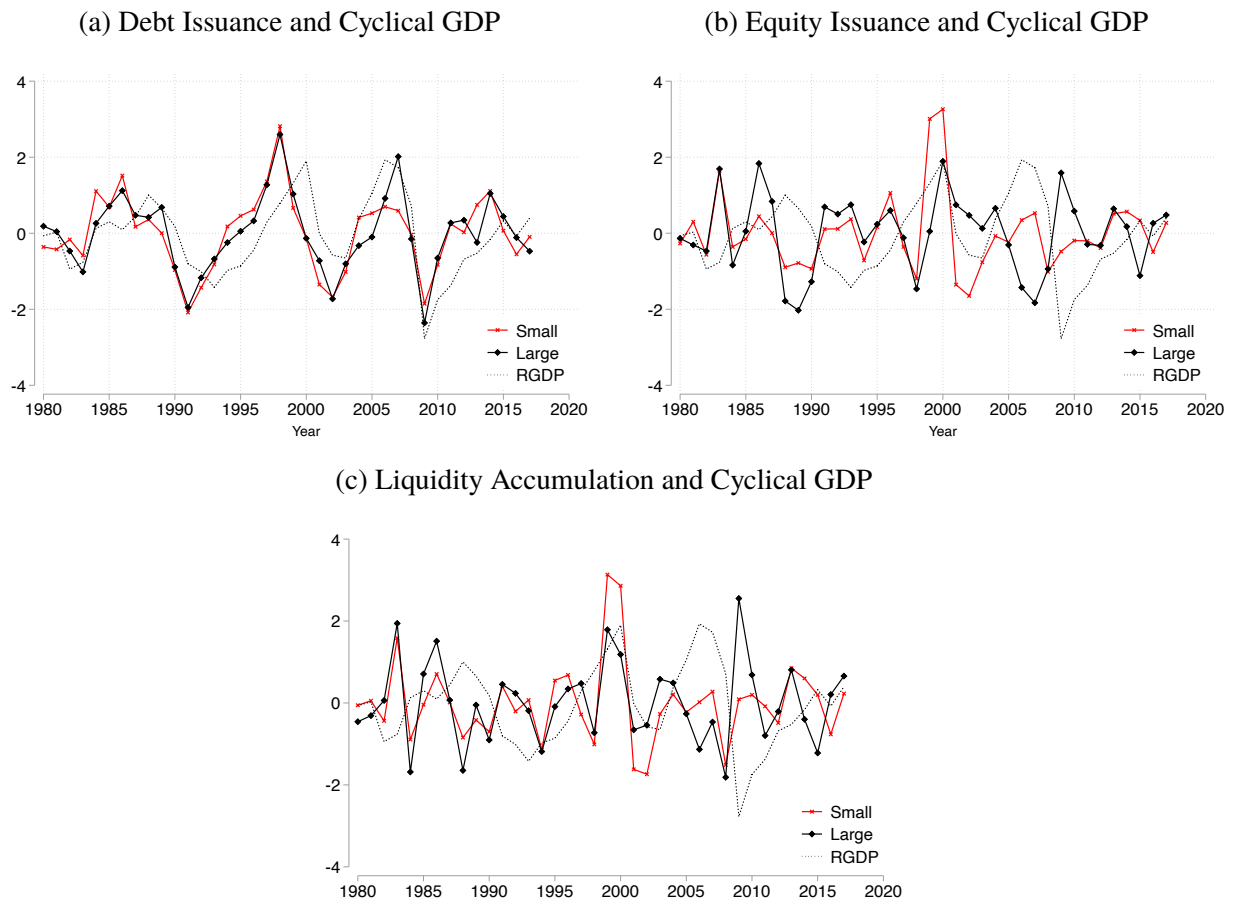 (a) Debt Issuance and Cyclical GDP
4
2
0
-2
-4
Small
Large
RGDP
1980 1985 1990 1995 2000 2005 2010 2015 2020
Year
(b) Equity Issuance and Cyclical GDP
4
2
0
-2
-4
Small
Large
RGDP
1980 1985 1990 1995 2000 2005 2010 2015 2020
Year
(c) Liquidity Accumulation and Cyclical GDP
4
2
0
-2
-4
Small
Large
RGDP
1980 1985 1990 1995 2000 2005 2010 2015 2020